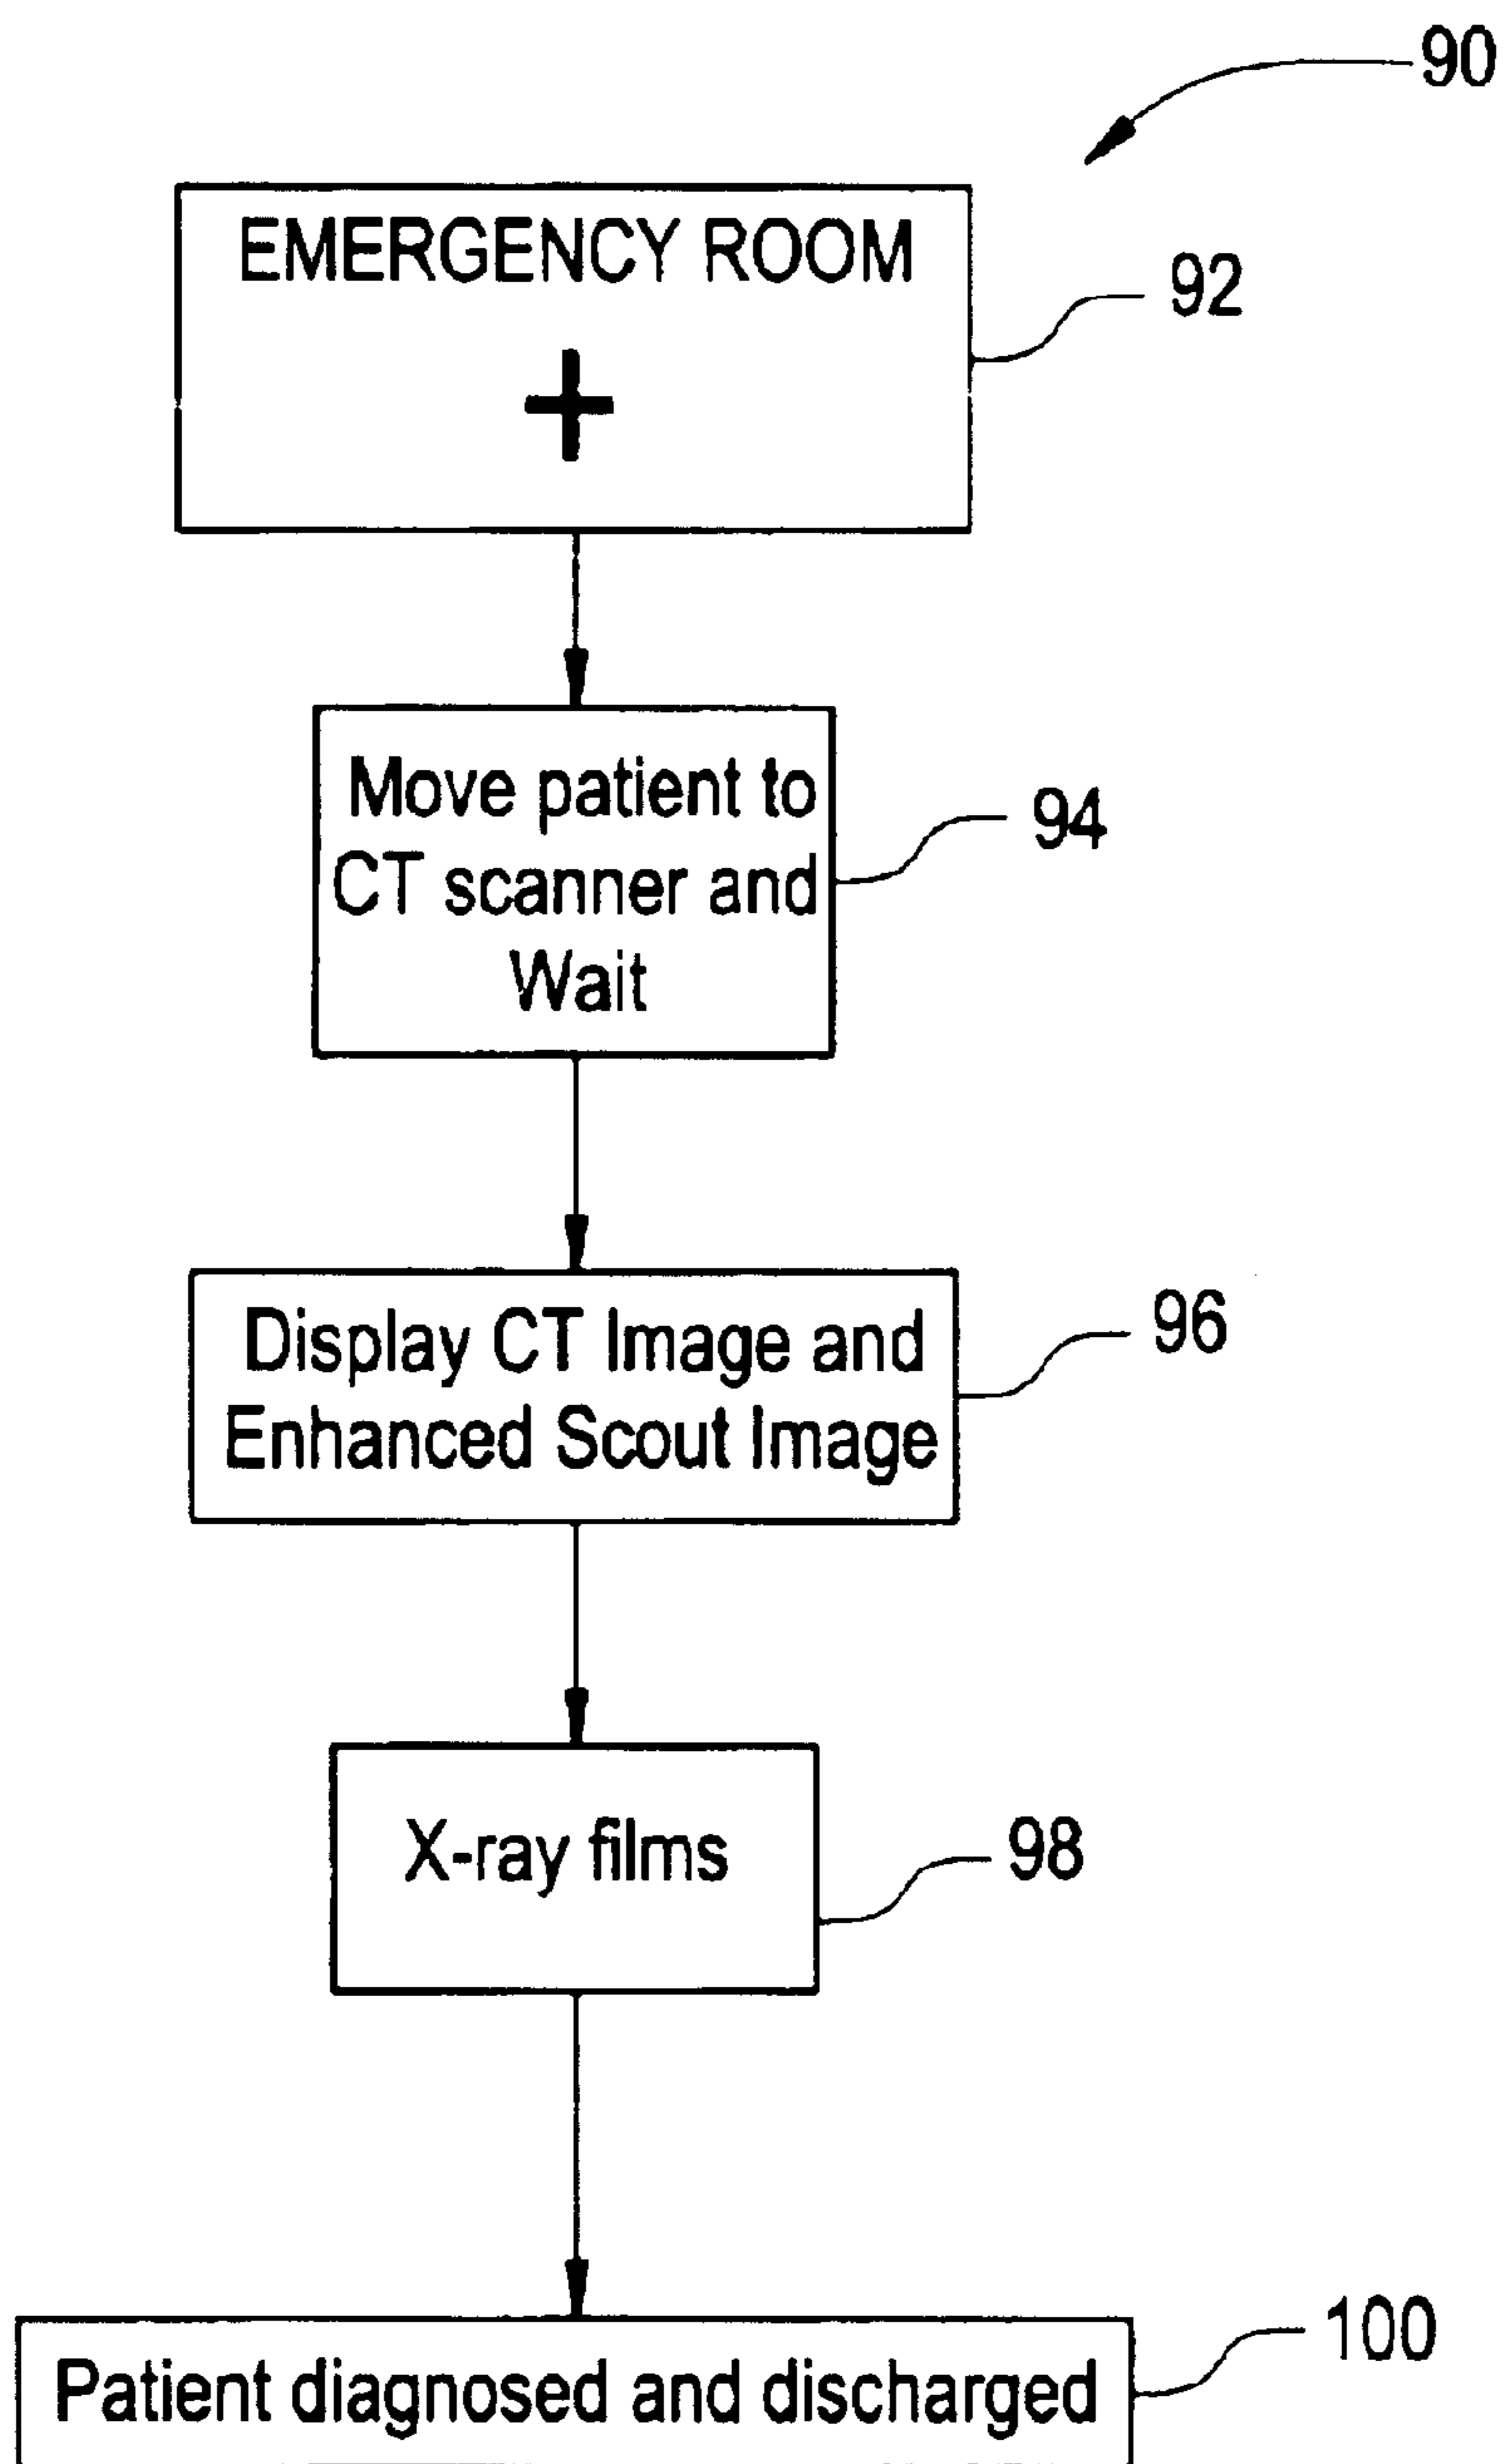 90
EMERGENCY ROOM
92
Move patient to
CT scanner and
Wait
94
Display CT Image and
Enhanced Scout Image
96
X-ray films
98
Patient diagnosed and discharged
100